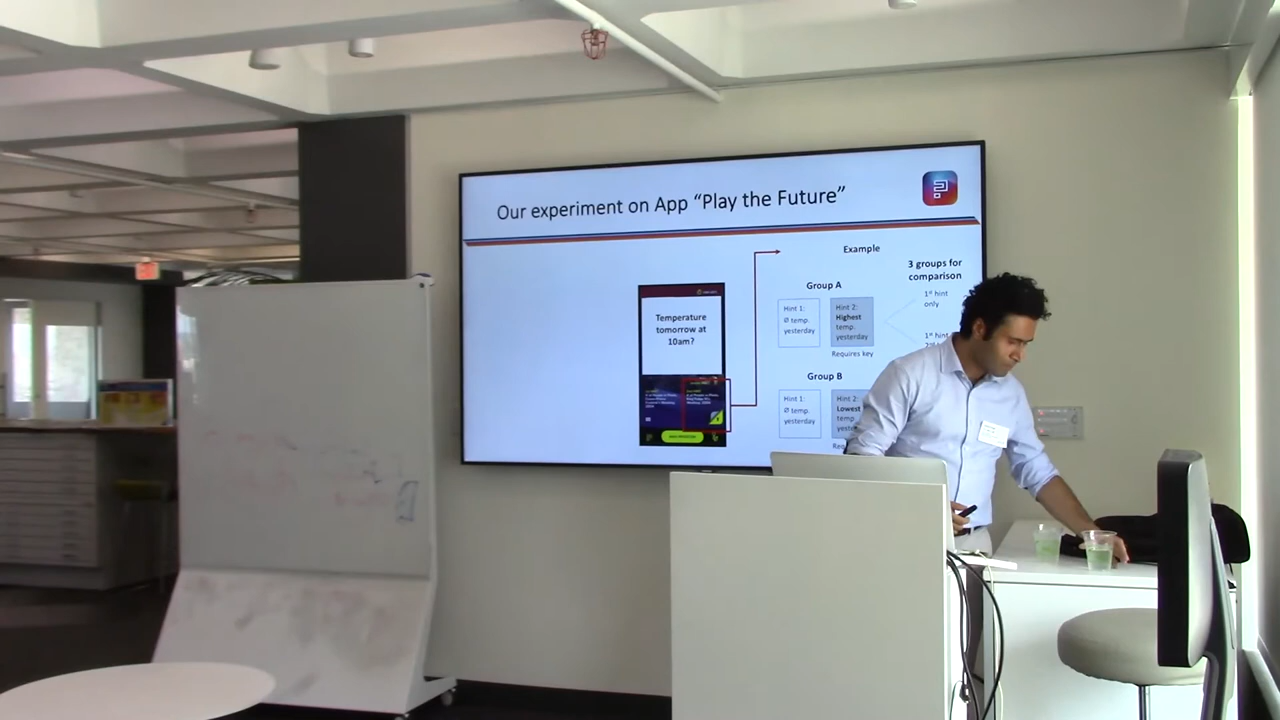 Our experiment on App “Play the Future”
Example
3 groups for
comparison
Group A
1st hint
only
Hint 1:
Ø temp.
yesterday
Hint 2:
Highest
temp.
yesterday
1st hint
Requires key
Temperature
tomorrow at
10am?
Group B
Hint 1:
Ø temp.
yesterday
Hint 2:
Lowest
temp.